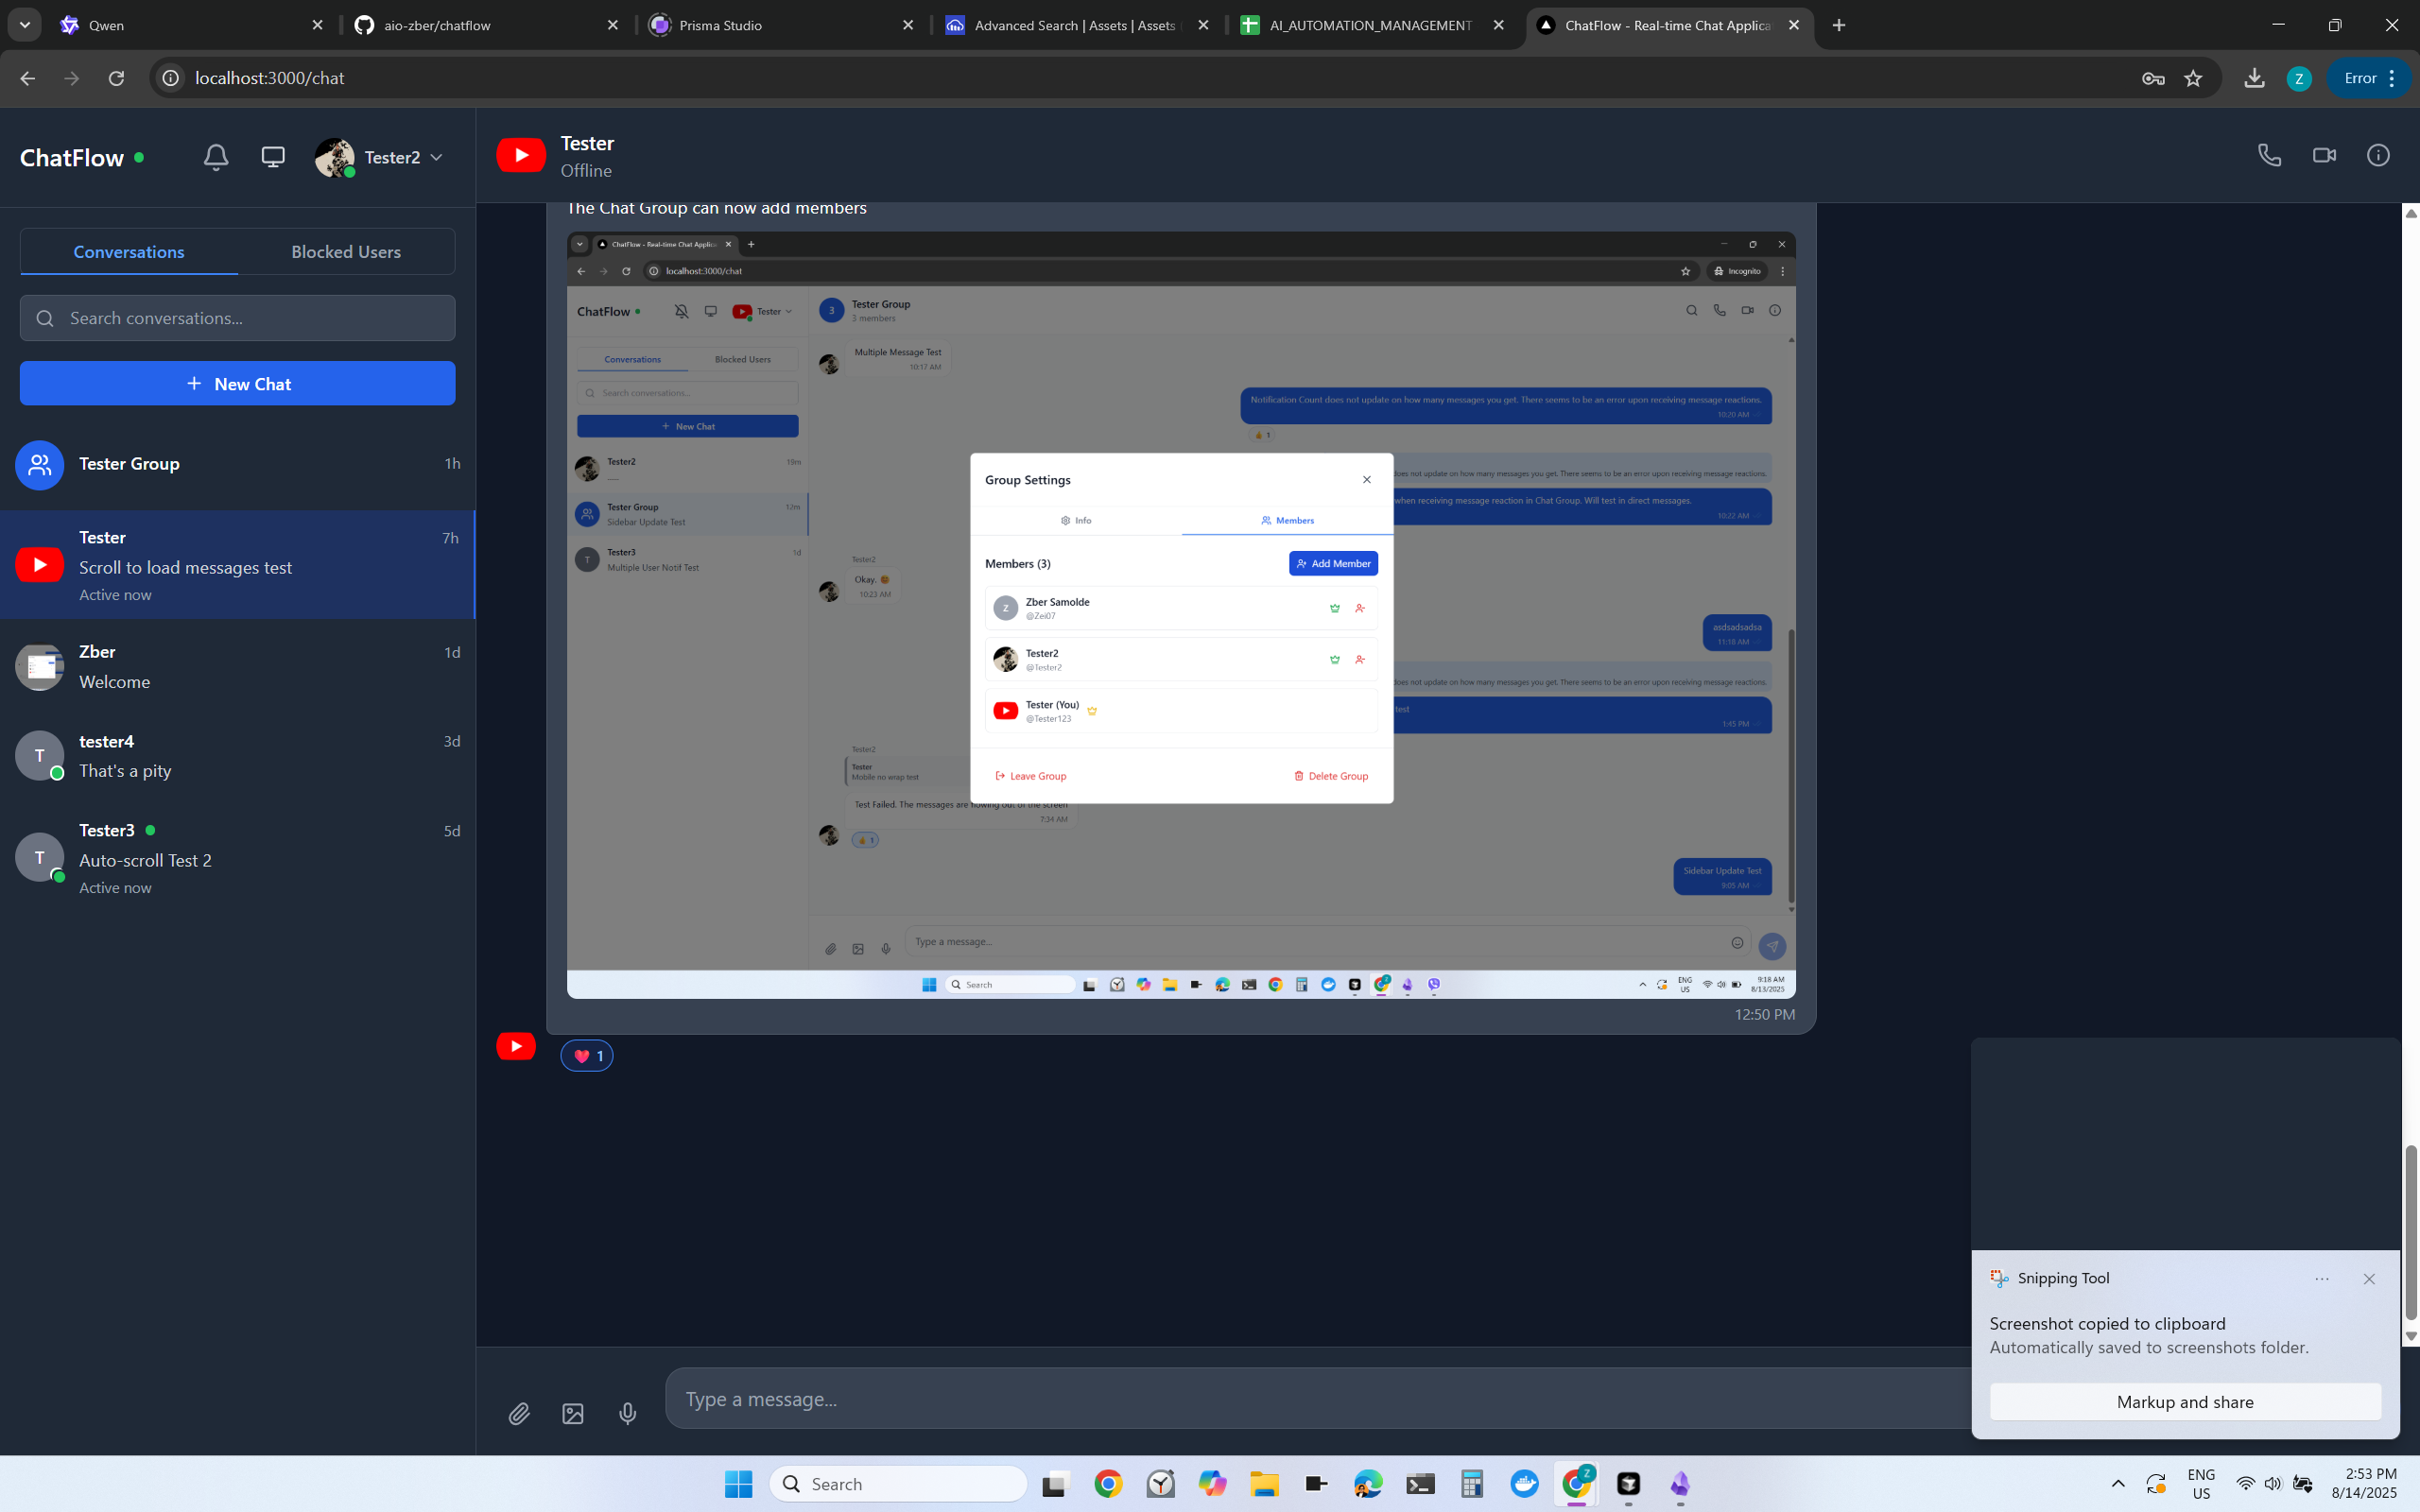 Qwen
aio-zber/chatflow
Prisma Studio
Advanced Search | Assets | Assets
AI_AUTOMATION_MANAGEMENT
ChatFlow - Real-time Chat Applica
localhost:3000/chat
Z
Error
ChatFlow
Tester2
Conversations
Blocked Users
Search conversations...
+ New Chat
Tester Group
1h
Tester
7h
Scroll to load messages test
Active now
Zber
1d
Welcome
T
tester4
3d
That's a pity
T
Tester3
5d
Auto-scroll Test 2
Active now
Tester
Offline
The Chat Group can now add members
ChatFlow - Real-time Chat Applic
localhost:3000/chat
Incognito
ChatFlow
Tester
Conversations
Blocked Users
Search conversations...
+ New Chat
Tester2
19m
Tester Group
12m
Sidebar Update Test
T
Tester3
1d
Multiple User Notif Test
3
Tester Group
3 members
Multiple Message Test
10:17 AM
Notification Count does not update on how many messages you get. There seems to be an error upon receiving message reactions.
10:20 AM
1
does not update on how many messages you get. There seems to be an error upon receiving message reactions.
when receiving message reaction in Chat Group. Will test in direct messages.
10:22 AM
Tester2
Okay.
10:23 AM
asdsadsadsa
11:18 AM
does not update on how many messages you get. There seems to be an error upon receiving message reactions.
test
1:45 PM
Tester2
Tester
Mobile no wrap test
Test Failed. The messages are flowing out of the screen
7:34 AM
1
Sidebar Update Test
9:05 AM
Type a message...
Group Settings
Info
Members
Members (3)
Add Member
Z
Zber Samolde
@Zei07
Tester2
@Tester2
Tester (You)
@Tester123
Leave Group
Delete Group
Search
ENG
US
9:18 AM
8/13/2025
12:50 PM
1
Type a message...
Snipping Tool
Screenshot copied to clipboard
Automatically saved to screenshots folder.
Markup and share
Search
Z
ENG
US
2:53 PM
8/14/2025